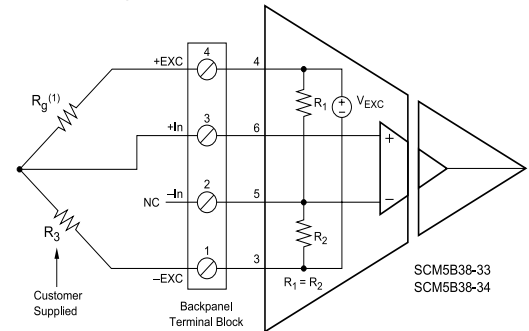 +EXC
4
4
Rg(1)
R1
VEXC
+In
3
6
+
+
−
NC
−In
2
5
−
R3
R2
−EXC
1
3
R1 = R2
SCM5B38-33
SCM5B38-34
Customer
Supplied
Backpanel
Terminal Block